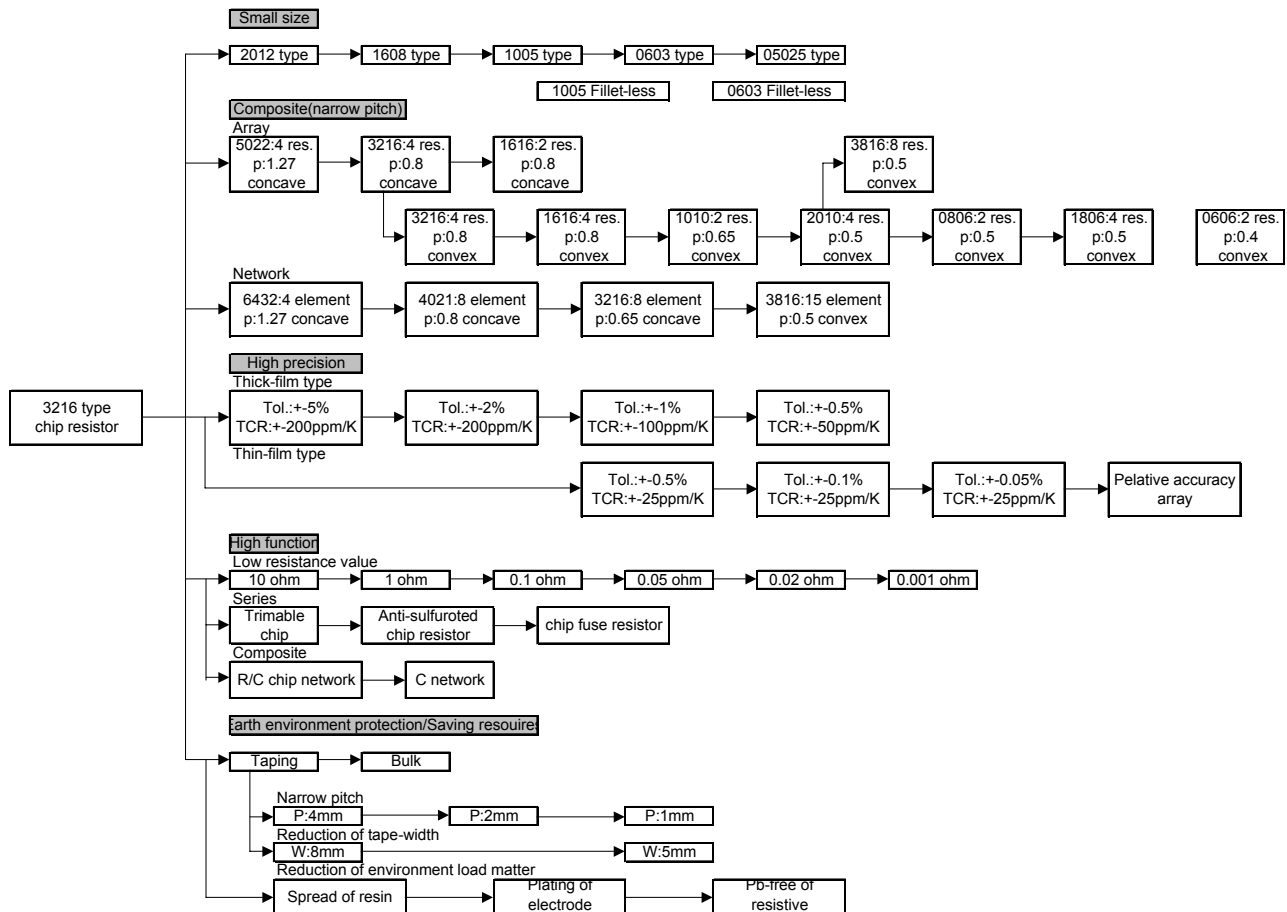 Small size
2012 type
1608 type
1005 type
0603 type
05025 type
1005 Fillet-less
0603 Fillet-less
Composite(narrow pitch)
Array
5022:4 res.
p:1.27
concave
3216:4 res.
p:0.8
concave
1616:2 res.
p:0.8
concave
3816:8 res.
p:0.5
convex
3216:4 res.
p:0.8
convex
1616:4 res.
p:0.8
convex
1010:2 res.
p:0.65
convex
2010:4 res.
p:0.5
convex
0806:2 res.
p:0.5
convex
1806:4 res.
p:0.5
convex
0606:2 res.
p:0.4
convex
Network
6432:4 element
p:1.27 concave
4021:8 element
p:0.8 concave
3216:8 element
p:0.65 concave
3816:15 element
p:0.5 convex
High precision
Thick-film type
3216 type
chip resistor
Tol.:+-5%
TCR:+-200ppm/K
Tol.:+-2%
TCR:+-200ppm/K
Tol.:+-1%
TCR:+-100ppm/K
Tol.:+-0.5%
TCR:+-50ppm/K
Thin-film type
Tol.:+-0.5%
TCR:+-25ppm/K
Tol.:+-0.1%
TCR:+-25ppm/K
Tol.:+-0.05%
TCR:+-25ppm/K
Pelative accuracy
array
High function
Low resistance value
10 ohm
1 ohm
0.1 ohm
0.05 ohm
0.02 ohm
0.001 ohm
Series
Trimable
chip
Anti-sulfuroted
chip resistor
chip fuse resistor
Composite
R/C chip network
C network
Earth environment protection/Saving resouires
Taping
Bulk
Narrow pitch
P:4mm
P:2mm
P:1mm
Reduction of tape-width
W:8mm
W:5mm
Reduction of environment load matter
Spread of resin
Plating of
electrode
Pb-free of
resistive